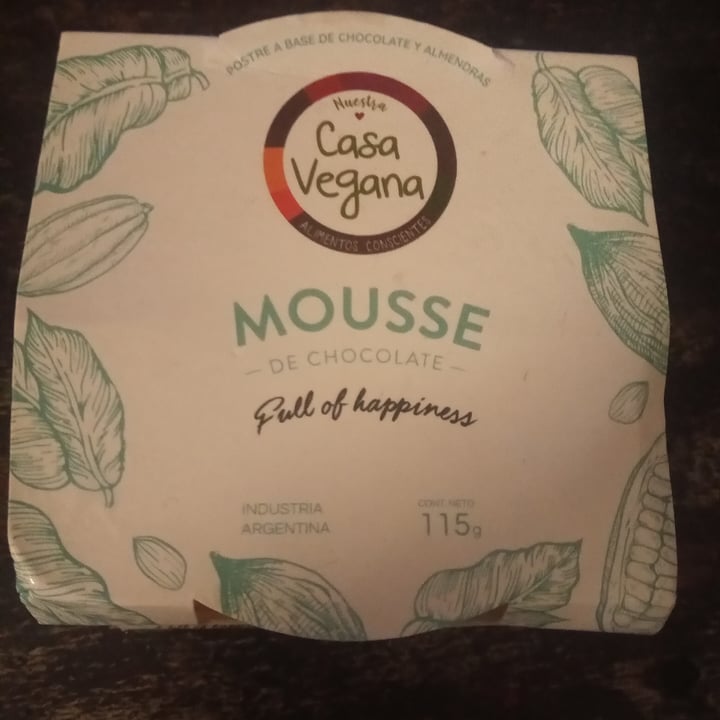 POSTRE A BASE DE CHOCOLATE Y ALMENDRAS
Nuestra
Casa
Vegana
ALIMENTOS CONSCIENTES
MOUSSE
— DE CHOCOLATE —
Full of happiness
INDUSTRIA
ARGENTINA
CONT. NETO
115g